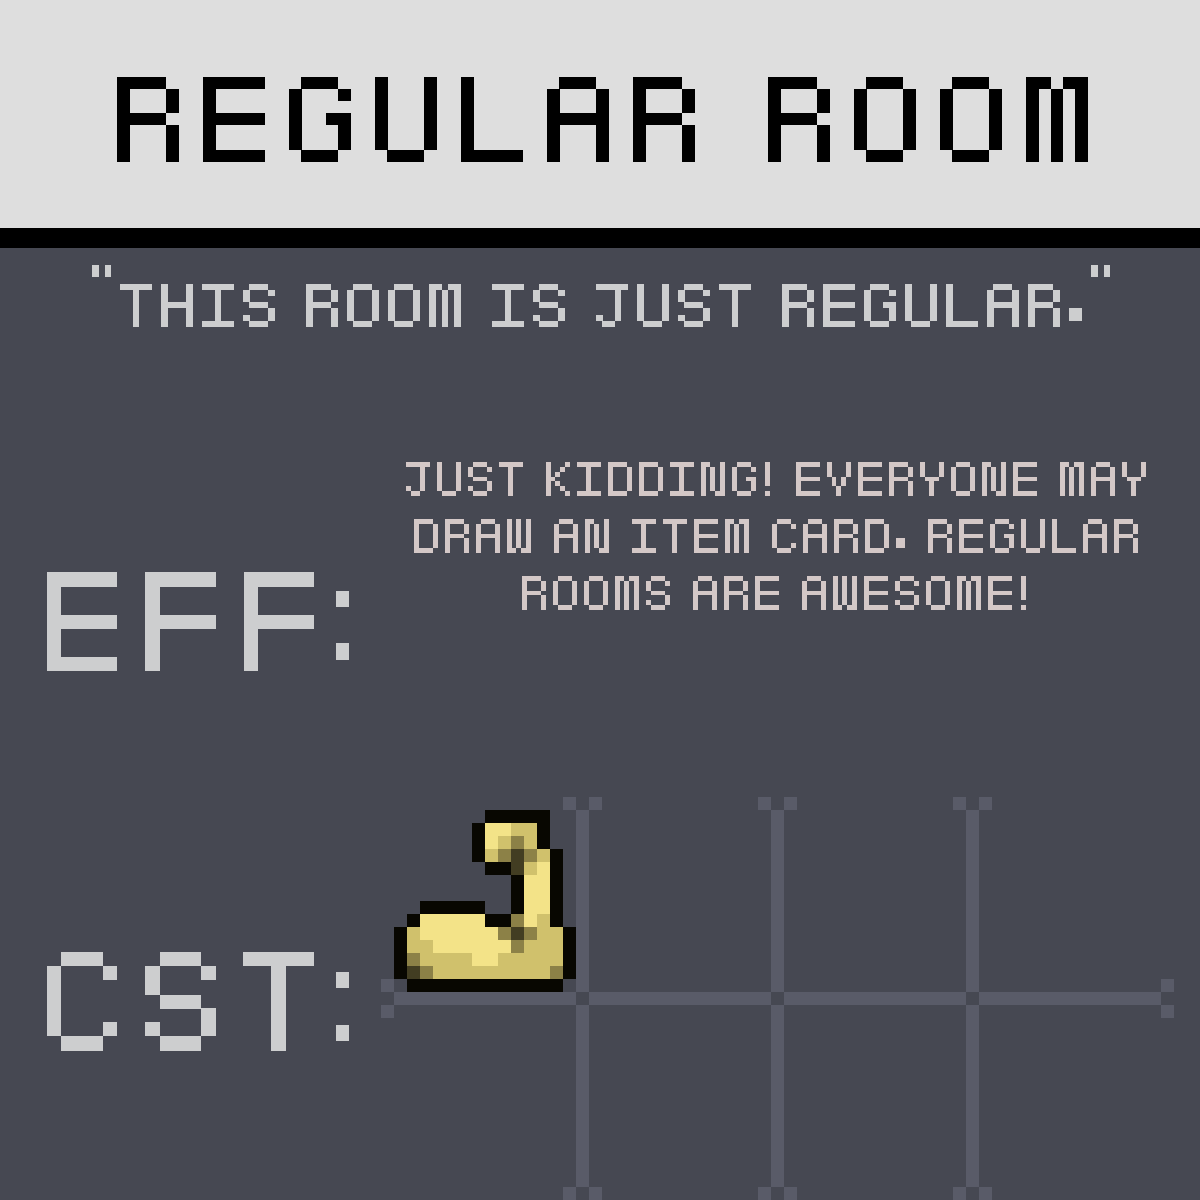 REGULAR ROOM
"THIS ROOM IS JUST REGULAR."
JUST KIDDING! EVERYONE MAY
DRAW AN ITEM CARD. REGULAR
ROOMS ARE AWESOME!
EFF:
CST: